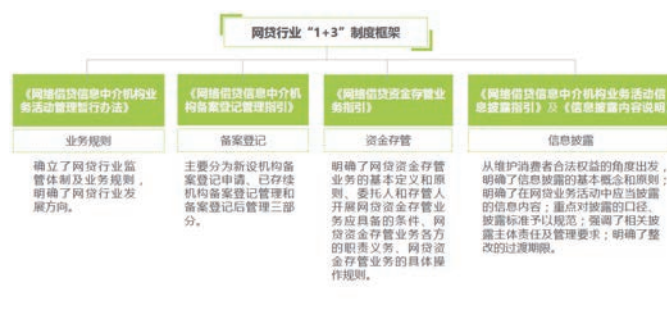 网贷行业“1+3”制度框架
《网络借贷信息中介机构业
务活动管理暂行办法》
《网络借贷信息中介机
构备案登记管理指引》
《网络借贷资金存管业
务指引》
《网络借贷信息中介机构业务活动信
息披露指引》及《信息披露内容说明
业务规则
备案登记
资金存管
信息披露
确立了网贷行业监
管体制及业务规则，
明确了网贷行业发
展方向。
主要分为新设机构备
案登记申请、已存续
机构备案登记管理和
备案登记后管理三部
分。
明确了网贷资金存管
业务的基本定义和原
则、委托人和存管人
开展网贷资金存管业
务应具备的条件、网
贷资金存管业务各方
的职责义务、网贷资
金存管业务的具体操
作规则。
从维护消费者合法权益的角度出发，
明确了信息披露的基本概念和原则；
明确了在网贷业务活动中应当披露
的信息内容；重点对披露的口径、
披露标准予以规范；强调了相关披
露主体责任及管理要求；明确了整
改的过渡期限。